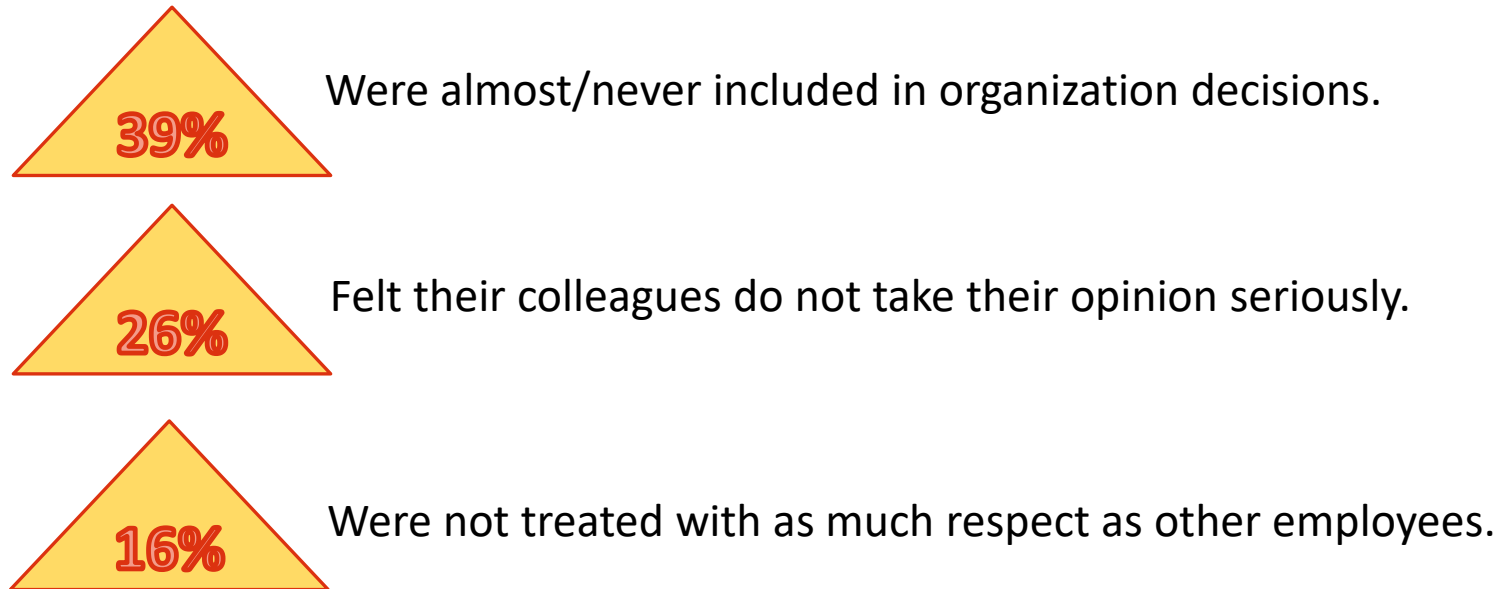 39%
Were almost/never included in organization decisions.
26%
Felt their colleagues do not take their opinion seriously.
16%
Were not treated with as much respect as other employees.